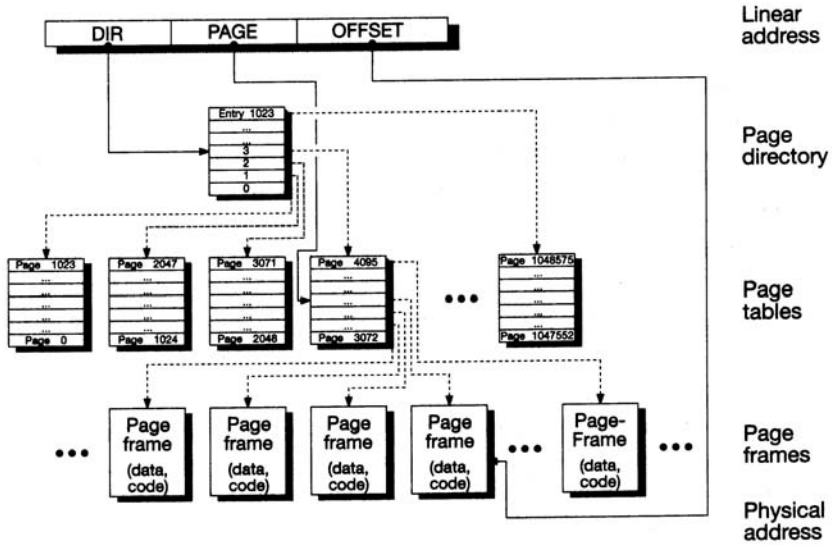 DIR PAGE OFFSET
Linear
address
Page
directory
Entry 1023
...
...
3
2
1
0
Page 1023
...
...
...
...
Page 0
Page 2047
...
...
...
...
Page 1024
Page 3071
...
...
...
...
Page 2048
Page 4095
...
...
...
...
Page 3072
Page 1048575
...
...
...
...
Page 1047552
Page
tables
Page
frame
(data,
code)
Page
frame
(data,
code)
Page
frame
(data,
code)
Page
frame
(data,
code)
Page-
Frame
(data,
code)
Page
frames
Physical
address